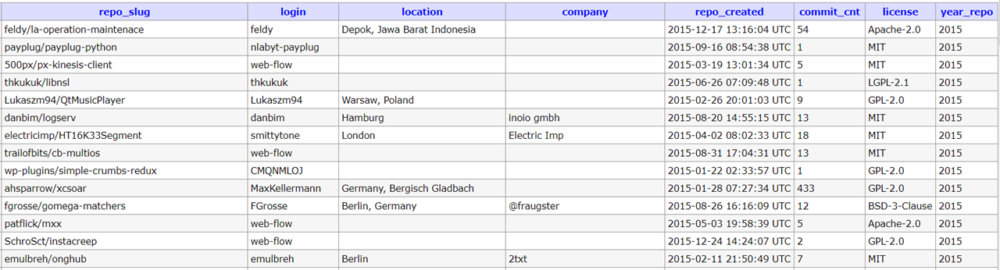 repo_slug login location company repo_created commit_cnt license year_repo
feldy/la-operation-maintenace feldy Depok, Jawa Barat Indonesia 2015-12-17 13:16:04 UTC 54 Apache-2.0 2015
payplug/payplug-python nlabyt-payplug 2015-09-16 08:54:38 UTC 1 MIT 2015
500px/px-kinesis-client web-flow 2015-03-19 13:01:34 UTC 5 MIT 2015
thkukuk/libnsl thkukuk 2015-06-26 07:09:48 UTC 1 LGPL-2.1 2015
Lukaszm94/QtMusicPlayer Lukaszm94 Warsaw, Poland 2015-02-26 20:01:03 UTC 9 GPL-2.0 2015
danbim/logserv danbim Hamburg inoio gmbh 2015-08-20 14:55:15 UTC 13 MIT 2015
electricimp/HT16K33Segment smittytone London Electric Imp 2015-04-02 08:02:33 UTC 18 MIT 2015
trailofbits/cb-multios web-flow 2015-08-31 17:04:31 UTC 13 MIT 2015
wp-plugins/simple-crumbs-redux CMQNMLOJ 2015-01-22 02:33:57 UTC 1 GPL-2.0 2015
ahsparrow/xcsoar MaxKellermann Germany, Bergisch Gladbach 2015-01-28 07:27:34 UTC 433 GPL-2.0 2015
fgrosse/gomega-matchers FGrosse Berlin, Germany @fraugster 2015-08-26 16:16:09 UTC 12 BSD-3-Clause 2015
patflick/mxx web-flow 2015-05-03 19:58:39 UTC 5 Apache-2.0 2015
SchroSct/instacreep web-flow 2015-12-24 14:24:07 UTC 2 GPL-2.0 2015
emulbreh/onghub emulbreh Berlin 2txt 2015-02-11 21:50:49 UTC 7 MIT 2015